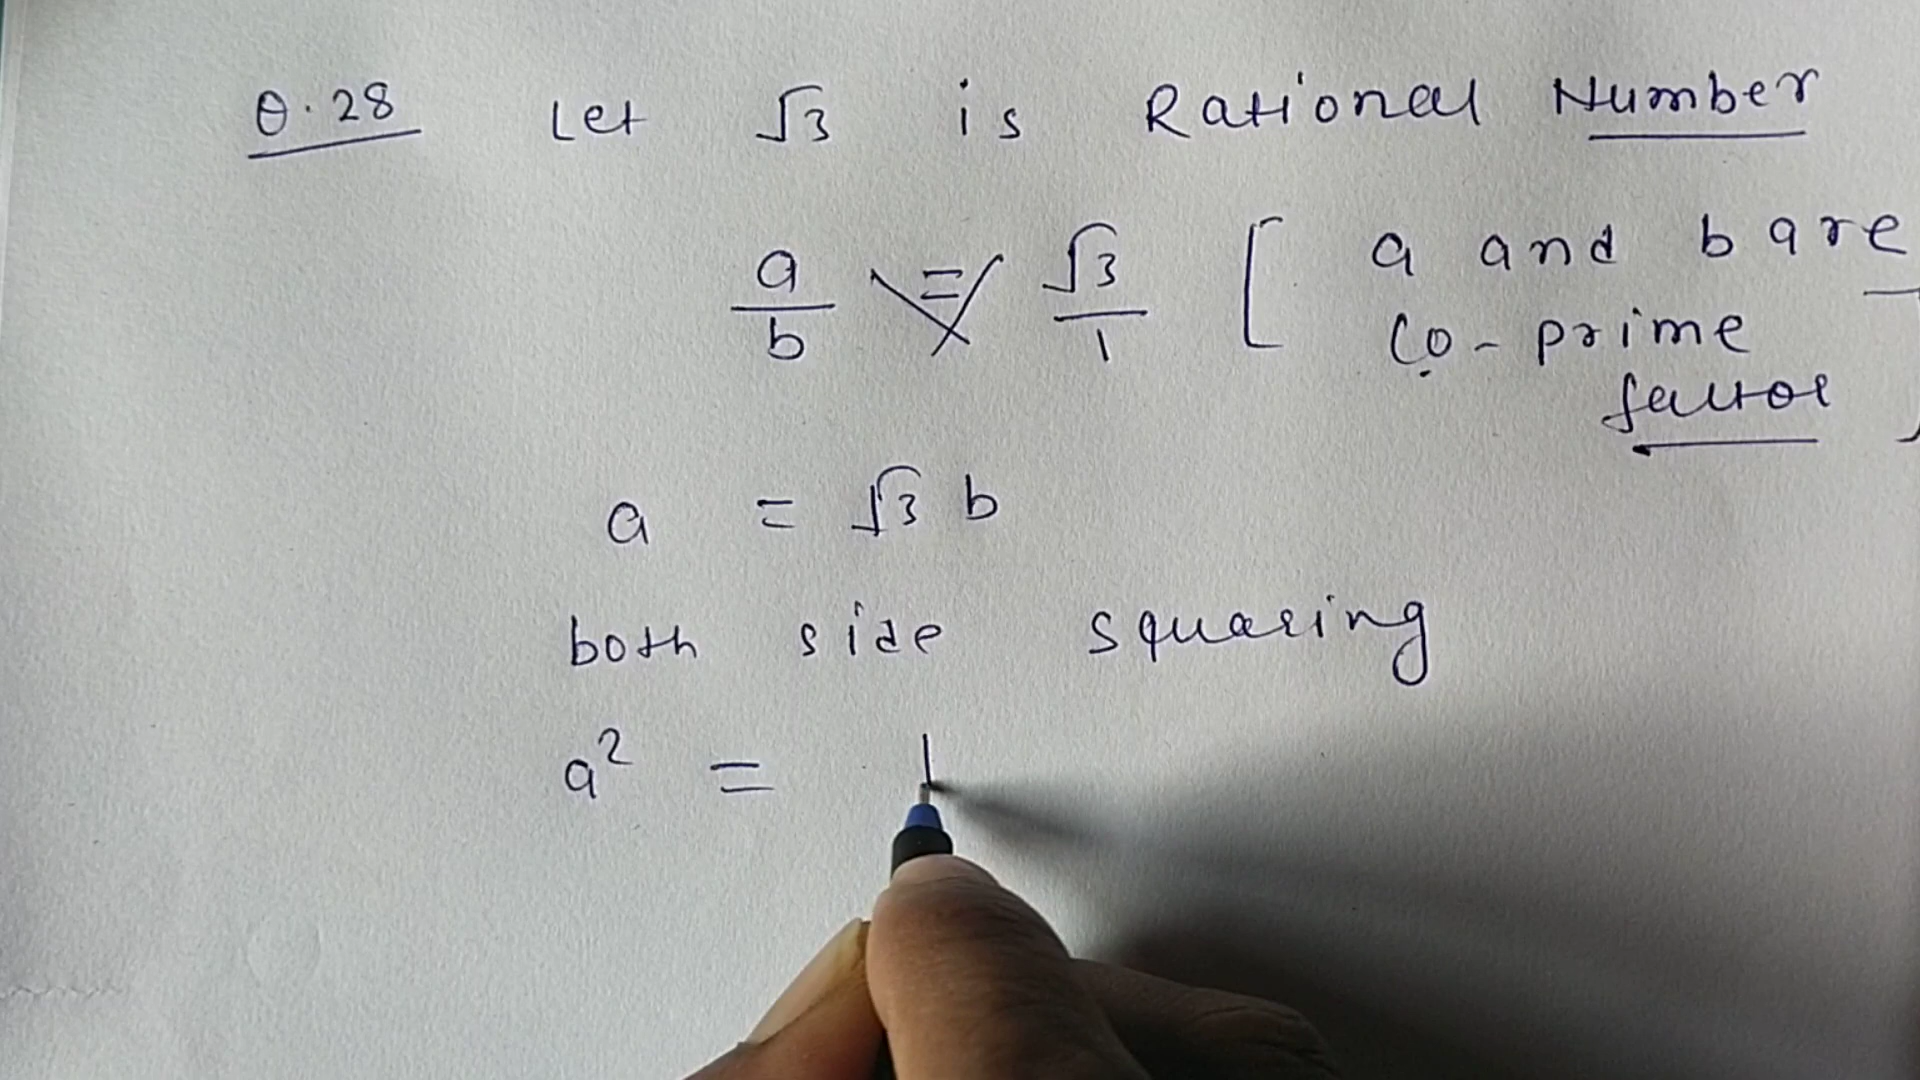 Q.28 Let √3 is Rational Number
a/b = √3/1 [ a and b are
Co-prime
factor ]
a = √3 b
both side squaring
a² =